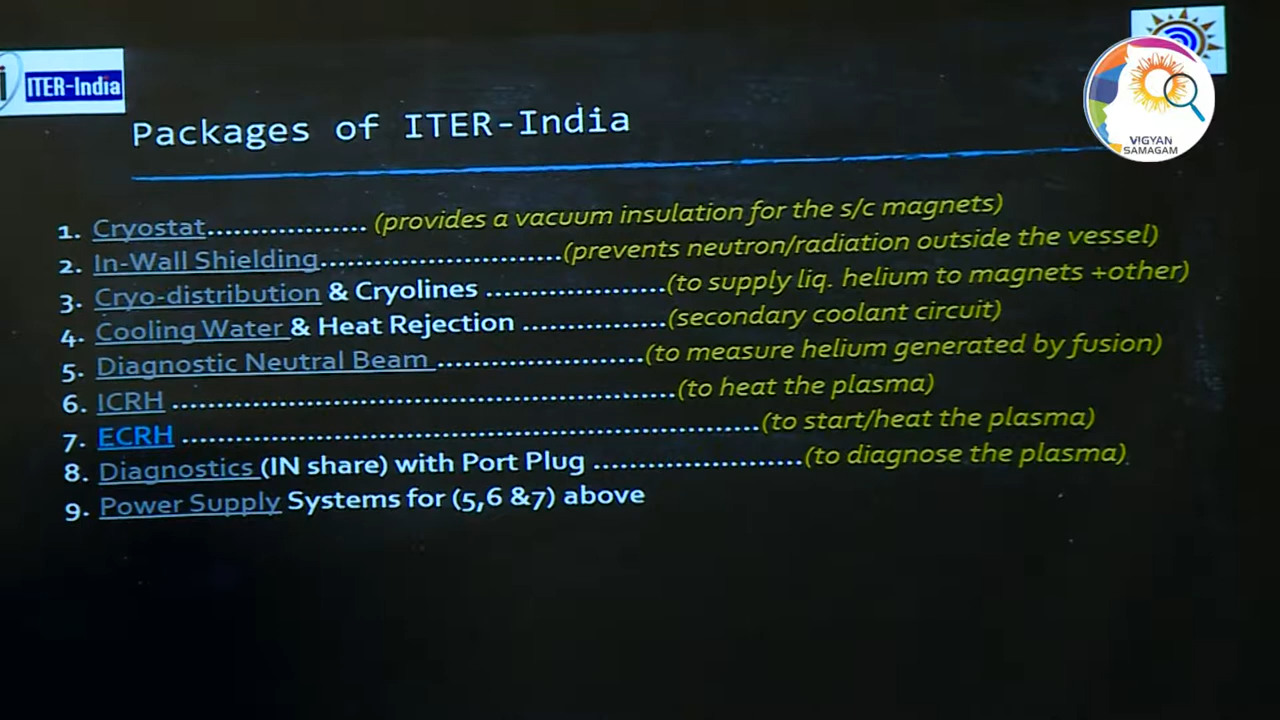 ITER-India
VIGYAN
SAMAGAM
Packages of ITER-India
1. Cryostat.................. (provides a vacuum insulation for the s/c magnets)
2. In-Wall Shielding...........................(prevents neutron/radiation outside the vessel)
3. Cryo-distribution & Cryolines ....................(to supply liq. helium to magnets +other)
4. Cooling Water & Heat Rejection ................(secondary coolant circuit)
5. Diagnostic Neutral Beam .......................(to measure helium generated by fusion)
6. ICRH ........................................................(to heat the plasma)
7. ECRH ................................................................(to start/heat the plasma)
8. Diagnostics (IN share) with Port Plug .......................(to diagnose the plasma)
9. Power Supply Systems for (5,6 &7) above